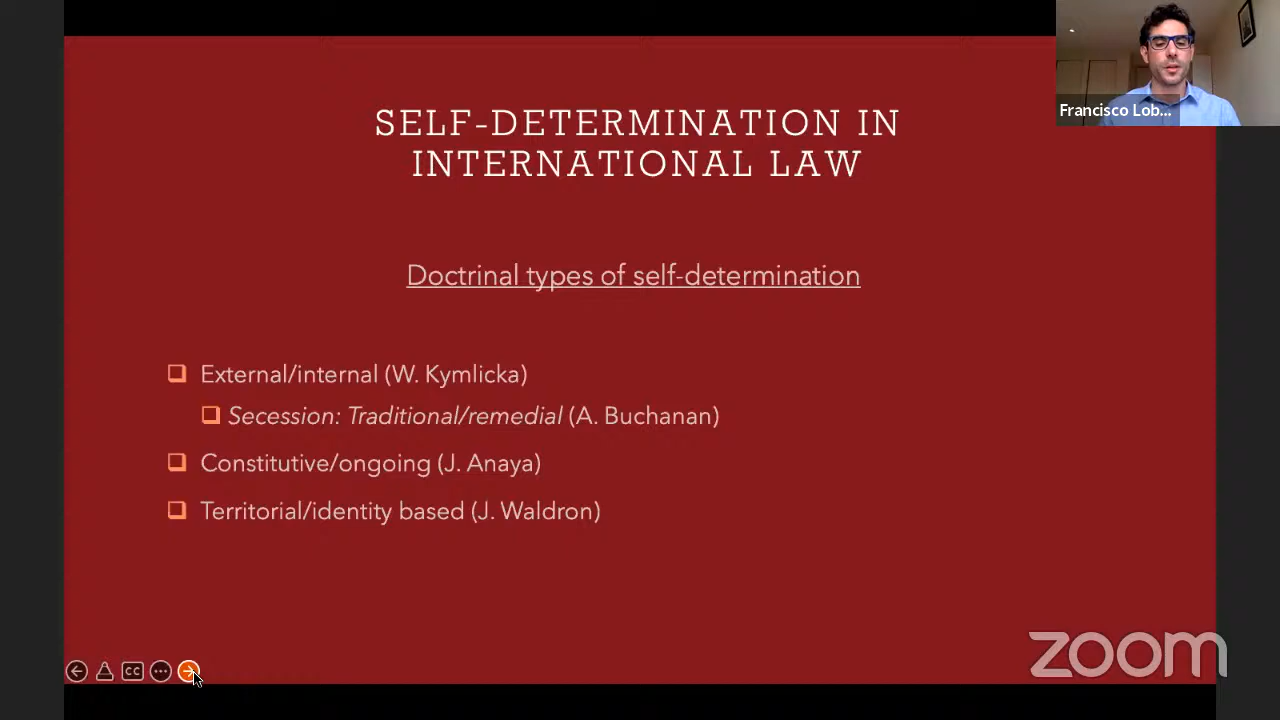 SELF-DETERMINATION IN
INTERNATIONAL LAW
Doctrinal types of self-determination
External/internal (W. Kymlicka)
Secession: Traditional/remedial (A. Buchanan)
Constitutive/ongoing (J. Anaya)
Territorial/identity based (J. Waldron)
Francisco Lob...
CC
zoom